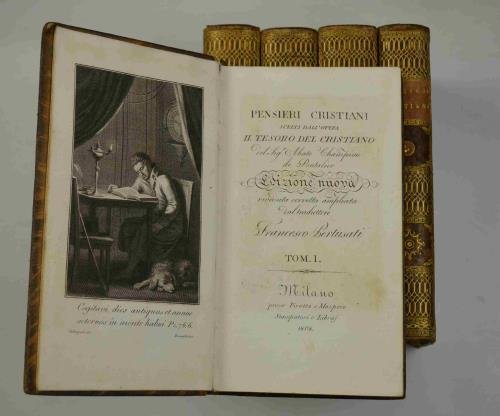 Cogitavi dies antiquos et annos
aeternos in mente habui Ps. 76.6.
PENSIERI CRISTIANI
SCELTI DALL'OPERA
IL TESORO DEL CRISTIANO
del Sig.r Abate Champion
de Pontalier
Edizione nuova
riveduta corretta ampliata
dal traduttore
Francesco Bertusati
TOM. I.
Milano
presso Pirotta e Maspero
Stampatori e Libraj